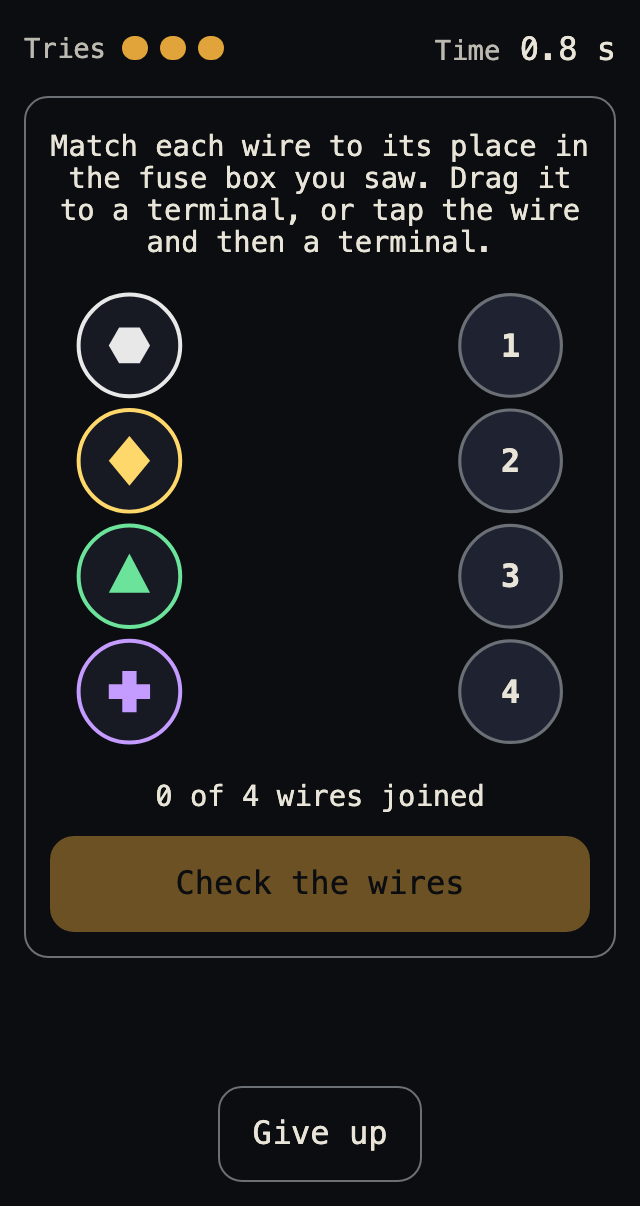 Tries
Time 0.8 s
Match each wire to its place in
the fuse box you saw. Drag it
to a terminal, or tap the wire
and then a terminal.
1
2
3
4
0 of 4 wires joined
Check the wires
Give up